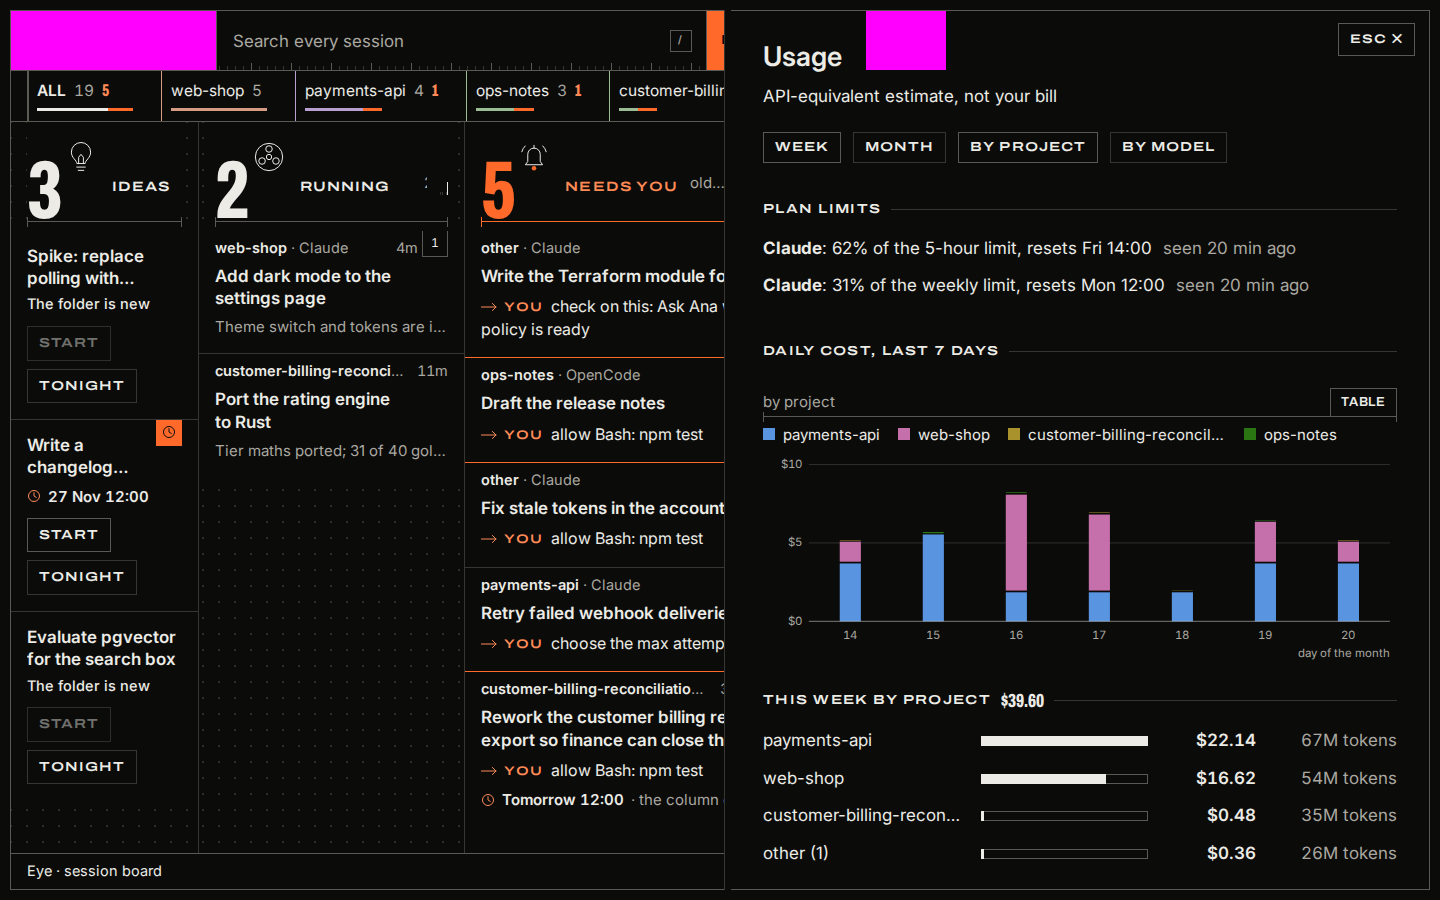 Search every session
/
ALL 19 5
web-shop 5
payments-api 4 1
ops-notes 3 1
customer-billin
3 IDEAS
Spike: replace
polling with...
The folder is new
START
TONIGHT
Write a
changelog...
27 Nov 12:00
START
TONIGHT
Evaluate pgvector
for the search box
The folder is new
START
TONIGHT
2 RUNNING
web-shop · Claude 4m 1
Add dark mode to the
settings page
Theme switch and tokens are i...
customer-billing-reconci... 11m
Port the rating engine
to Rust
Tier maths ported; 31 of 40 gol...
5 NEEDS YOU old...
other · Claude
Write the Terraform module fo
→ YOU check on this: Ask Ana
policy is ready
ops-notes · OpenCode
Draft the release notes
→ YOU allow Bash: npm test
other · Claude
Fix stale tokens in the account
→ YOU allow Bash: npm test
payments-api · Claude
Retry failed webhook deliverie
→ YOU choose the max attemp
customer-billing-reconciliatio...
Rework the customer billing re
export so finance can close th
→ YOU allow Bash: npm test
Tomorrow 12:00 · the column
Eye · session board
Usage
ESC ✕
API-equivalent estimate, not your bill
WEEK MONTH BY PROJECT BY MODEL
PLAN LIMITS
Claude: 62% of the 5-hour limit, resets Fri 14:00 seen 20 min ago
Claude: 31% of the weekly limit, resets Mon 12:00 seen 20 min ago
DAILY COST, LAST 7 DAYS
by project TABLE
payments-api web-shop customer-billing-reconcil... ops-notes
$10
$5
$0
14 15 16 17 18 19 20
day of the month
THIS WEEK BY PROJECT $39.60
payments-api $22.14 67M tokens
web-shop $16.62 54M tokens
customer-billing-recon... $0.48 35M tokens
other (1) $0.36 26M tokens